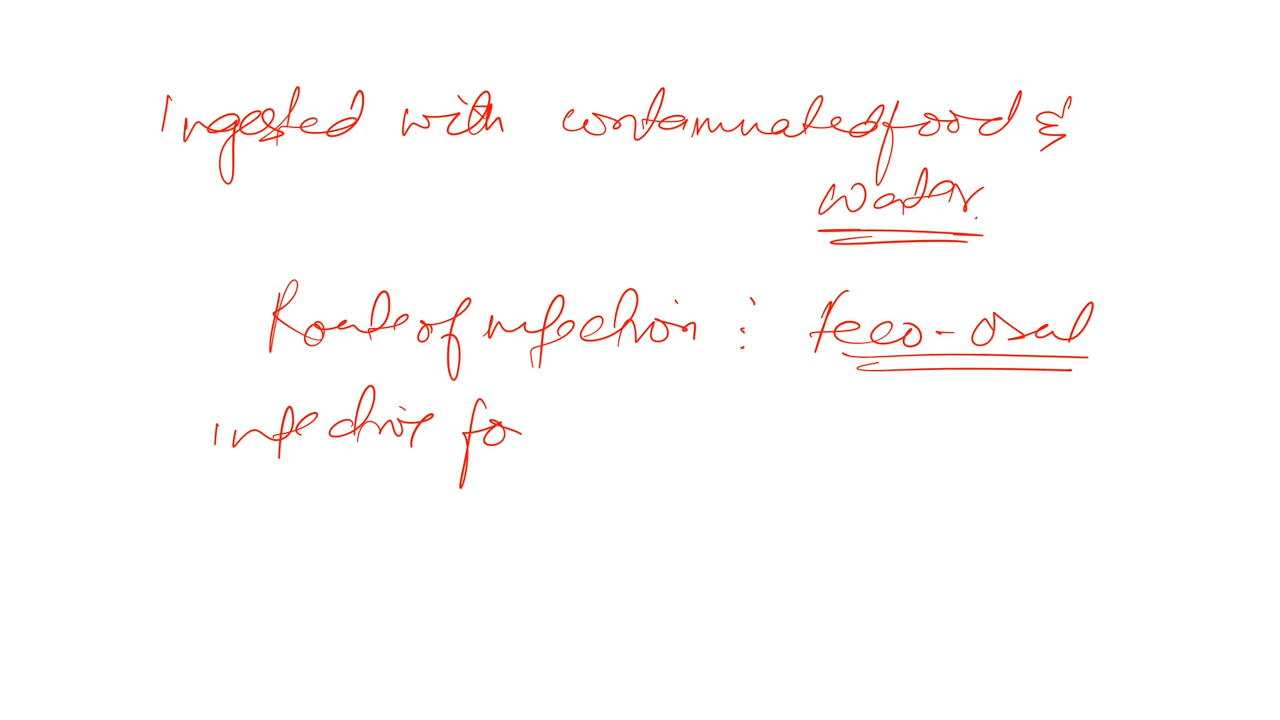 Ingested with contaminated food &
water.
Route of infection : feco-oral
infective fo